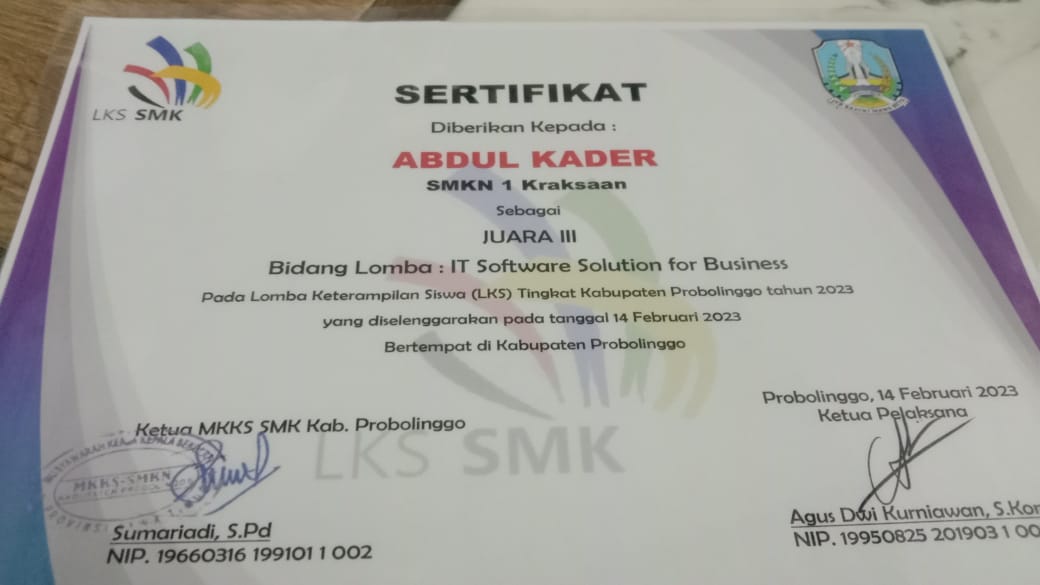 LKS SMK
SERTIFIKAT
Diberikan Kepada :
ABDUL KADER
SMKN 1 Kraksaan
Sebagai
JUARA III
Bidang Lomba : IT Software Solution for Business
Pada Lomba Keterampilan Siswa (LKS) Tingkat Kabupaten Probolinggo tahun 2023
yang diselenggarakan pada tanggal 14 Februari 2023
Bertempat di Kabupaten Probolinggo
LKS SMK
Ketua MKKS SMK Kab. Probolinggo
MKKS-SMKN
Sumariadi, S.Pd
NIP. 19660316 199101 1 002
Probolinggo, 14 Februari 2023
Ketua Pelaksana
Agus Dwi Kurniawan, S.Kom
NIP. 19950825 201903 1 00